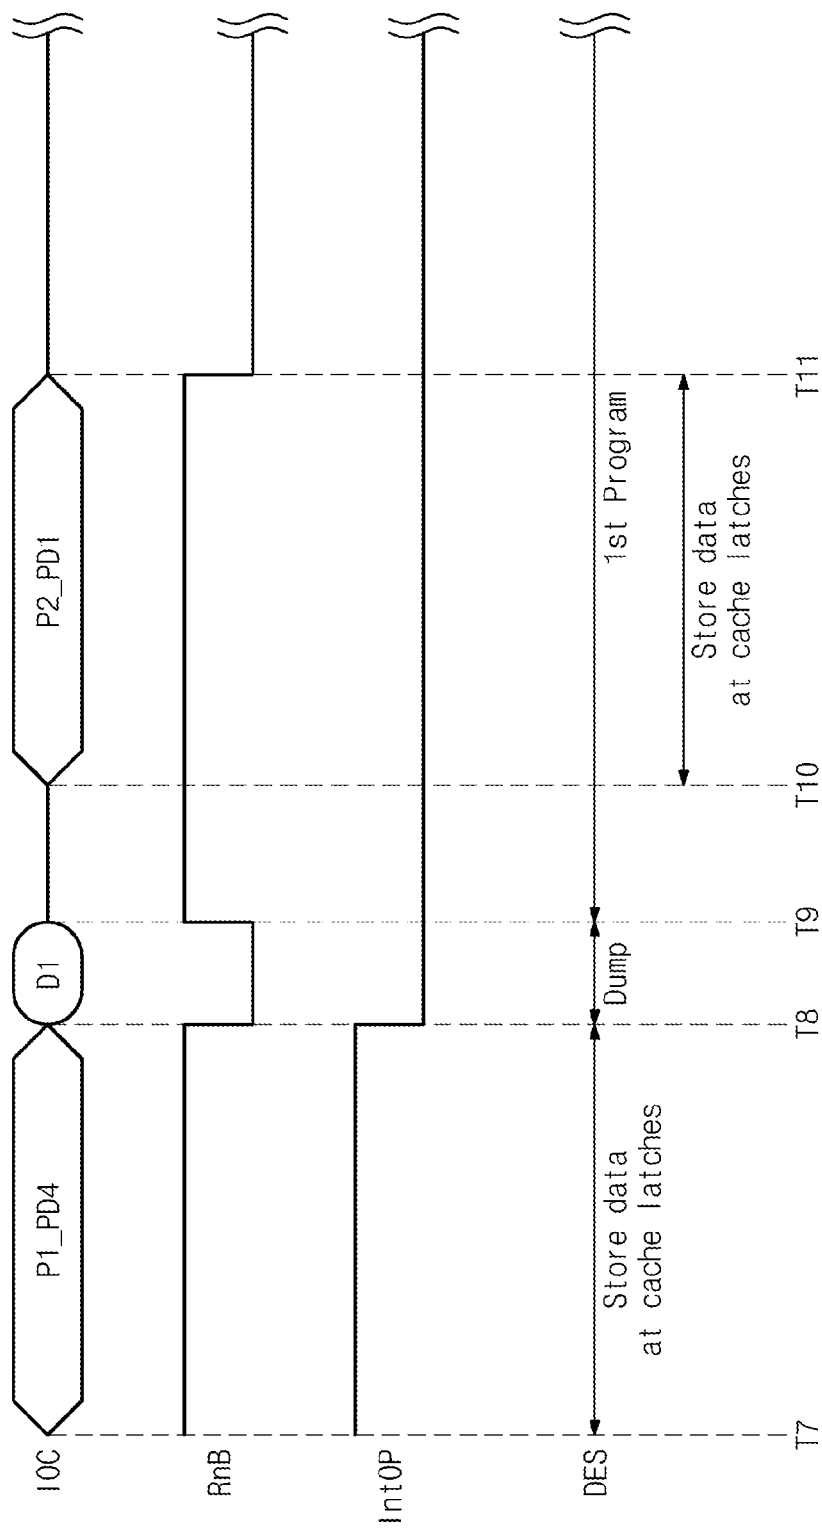 IOC
P1_PD4
D1
P2_PD1
RnB
IntOP
DES
Store data
at cache latches
Dump
1st Program
Store data
at cache latches
T7
T8
T9
T10
T11